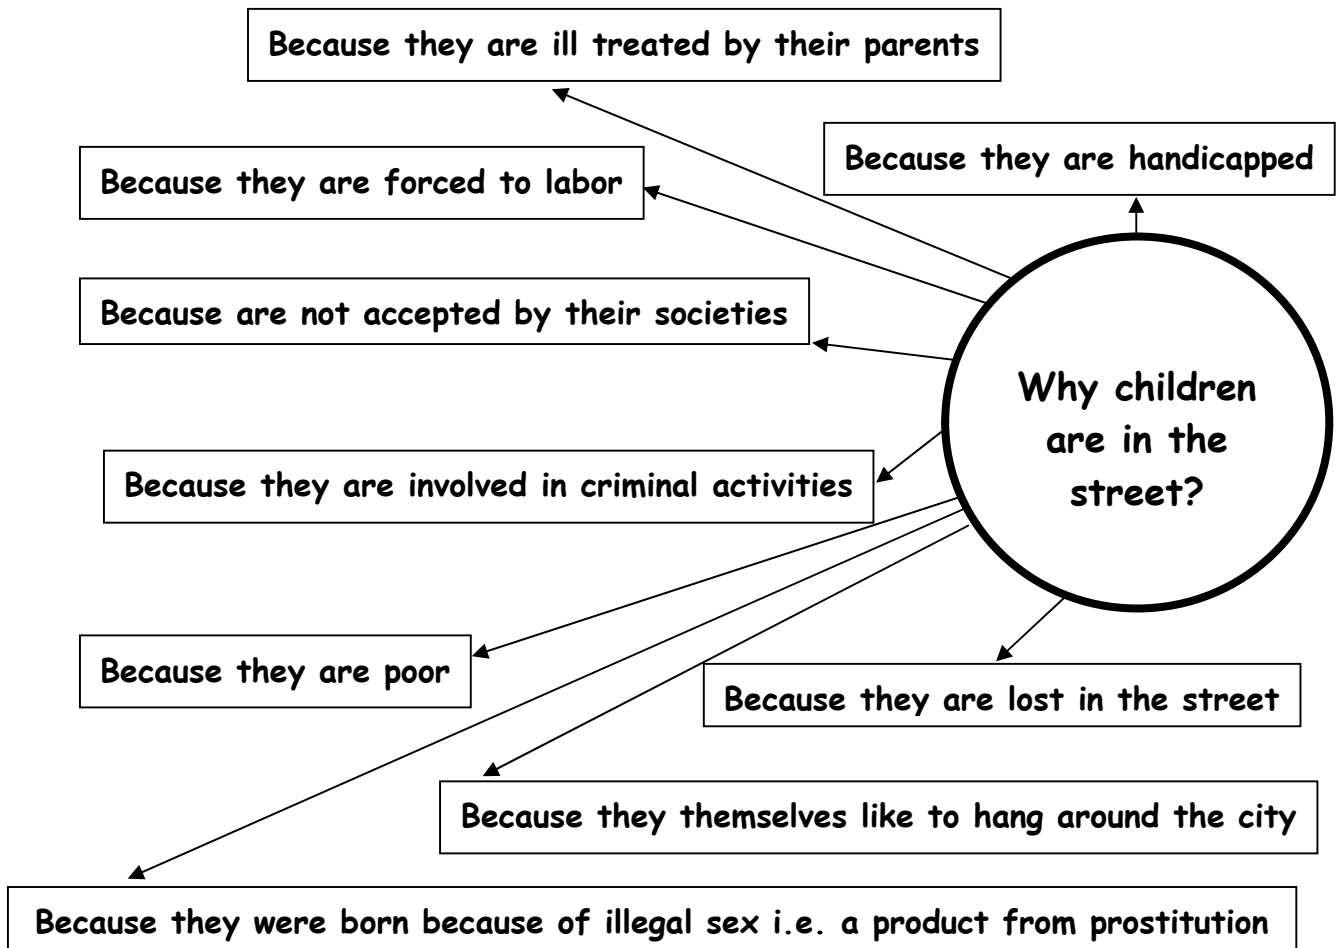 Because they are ill treated by their parents
Because they are handicapped
Because they are forced to labor
Because are not accepted by their societies
Why children
are in the
street?
Because they are involved in criminal activities
Because they are poor
Because they are lost in the street
Because they themselves like to hang around the city
Because they were born because of illegal sex i.e. a product from prostitution